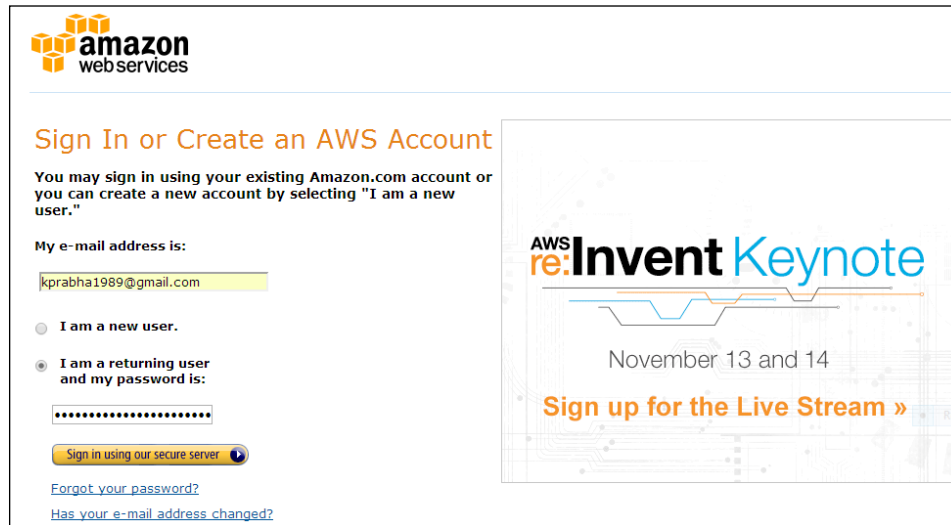 amazon
webservices
Sign In or Create an AWS Account
You may sign in using your existing Amazon.com account or
you can create a new account by selecting "I am a new
user."
My e-mail address is:
kprabha1989@gmail.com
I am a new user.
I am a returning user
and my password is:
Sign in using our secure server
Forgot your password?
Has your e-mail address changed?
AWS
re:Invent Keynote
November 13 and 14
Sign up for the Live Stream »